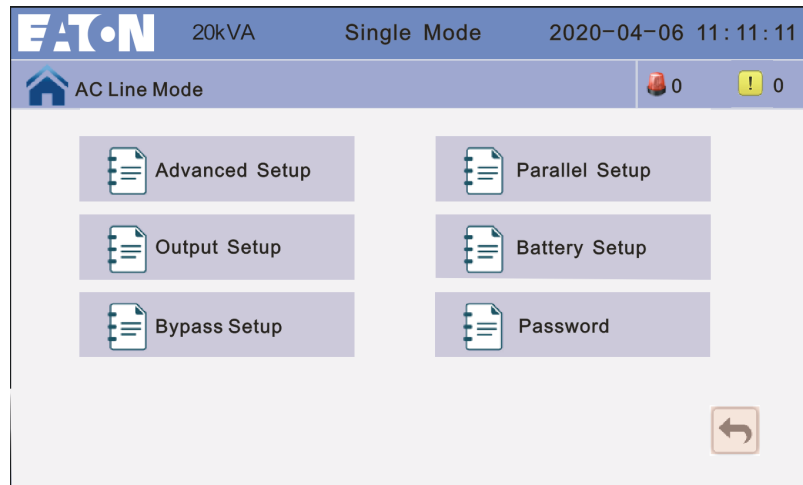 EATON 20kVA Single Mode 2020-04-06 11:11:11
AC Line Mode 0 ! 0
Advanced Setup Parallel Setup
Output Setup Battery Setup
Bypass Setup Password